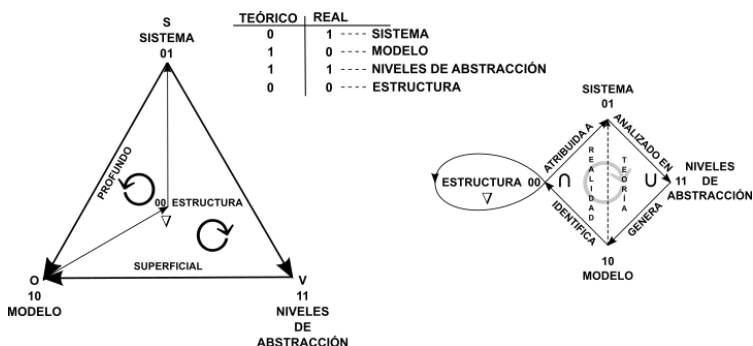 S
SISTEMA
01
TEÓRICO REAL
0 1 ---- SISTEMA
1 0 ---- MODELO
1 1 ---- NIVELES DE ABSTRACCIÓN
0 0 ---- ESTRUCTURA
PROFUNDO
00 ESTRUCTURA
▽
SUPERFICIAL
O
10
MODELO
V
11
NIVELES
DE
ABSTRACCIÓN
SISTEMA
01
ATRIBUIDA A
ANALIZADO EN
ESTRUCTURA 00
▽
∩
REALIDAD
TEORÍA
U
11 NIVELES
DE
ABSTRACCIÓN
IDENTIFICA
GENERA
10
MODELO